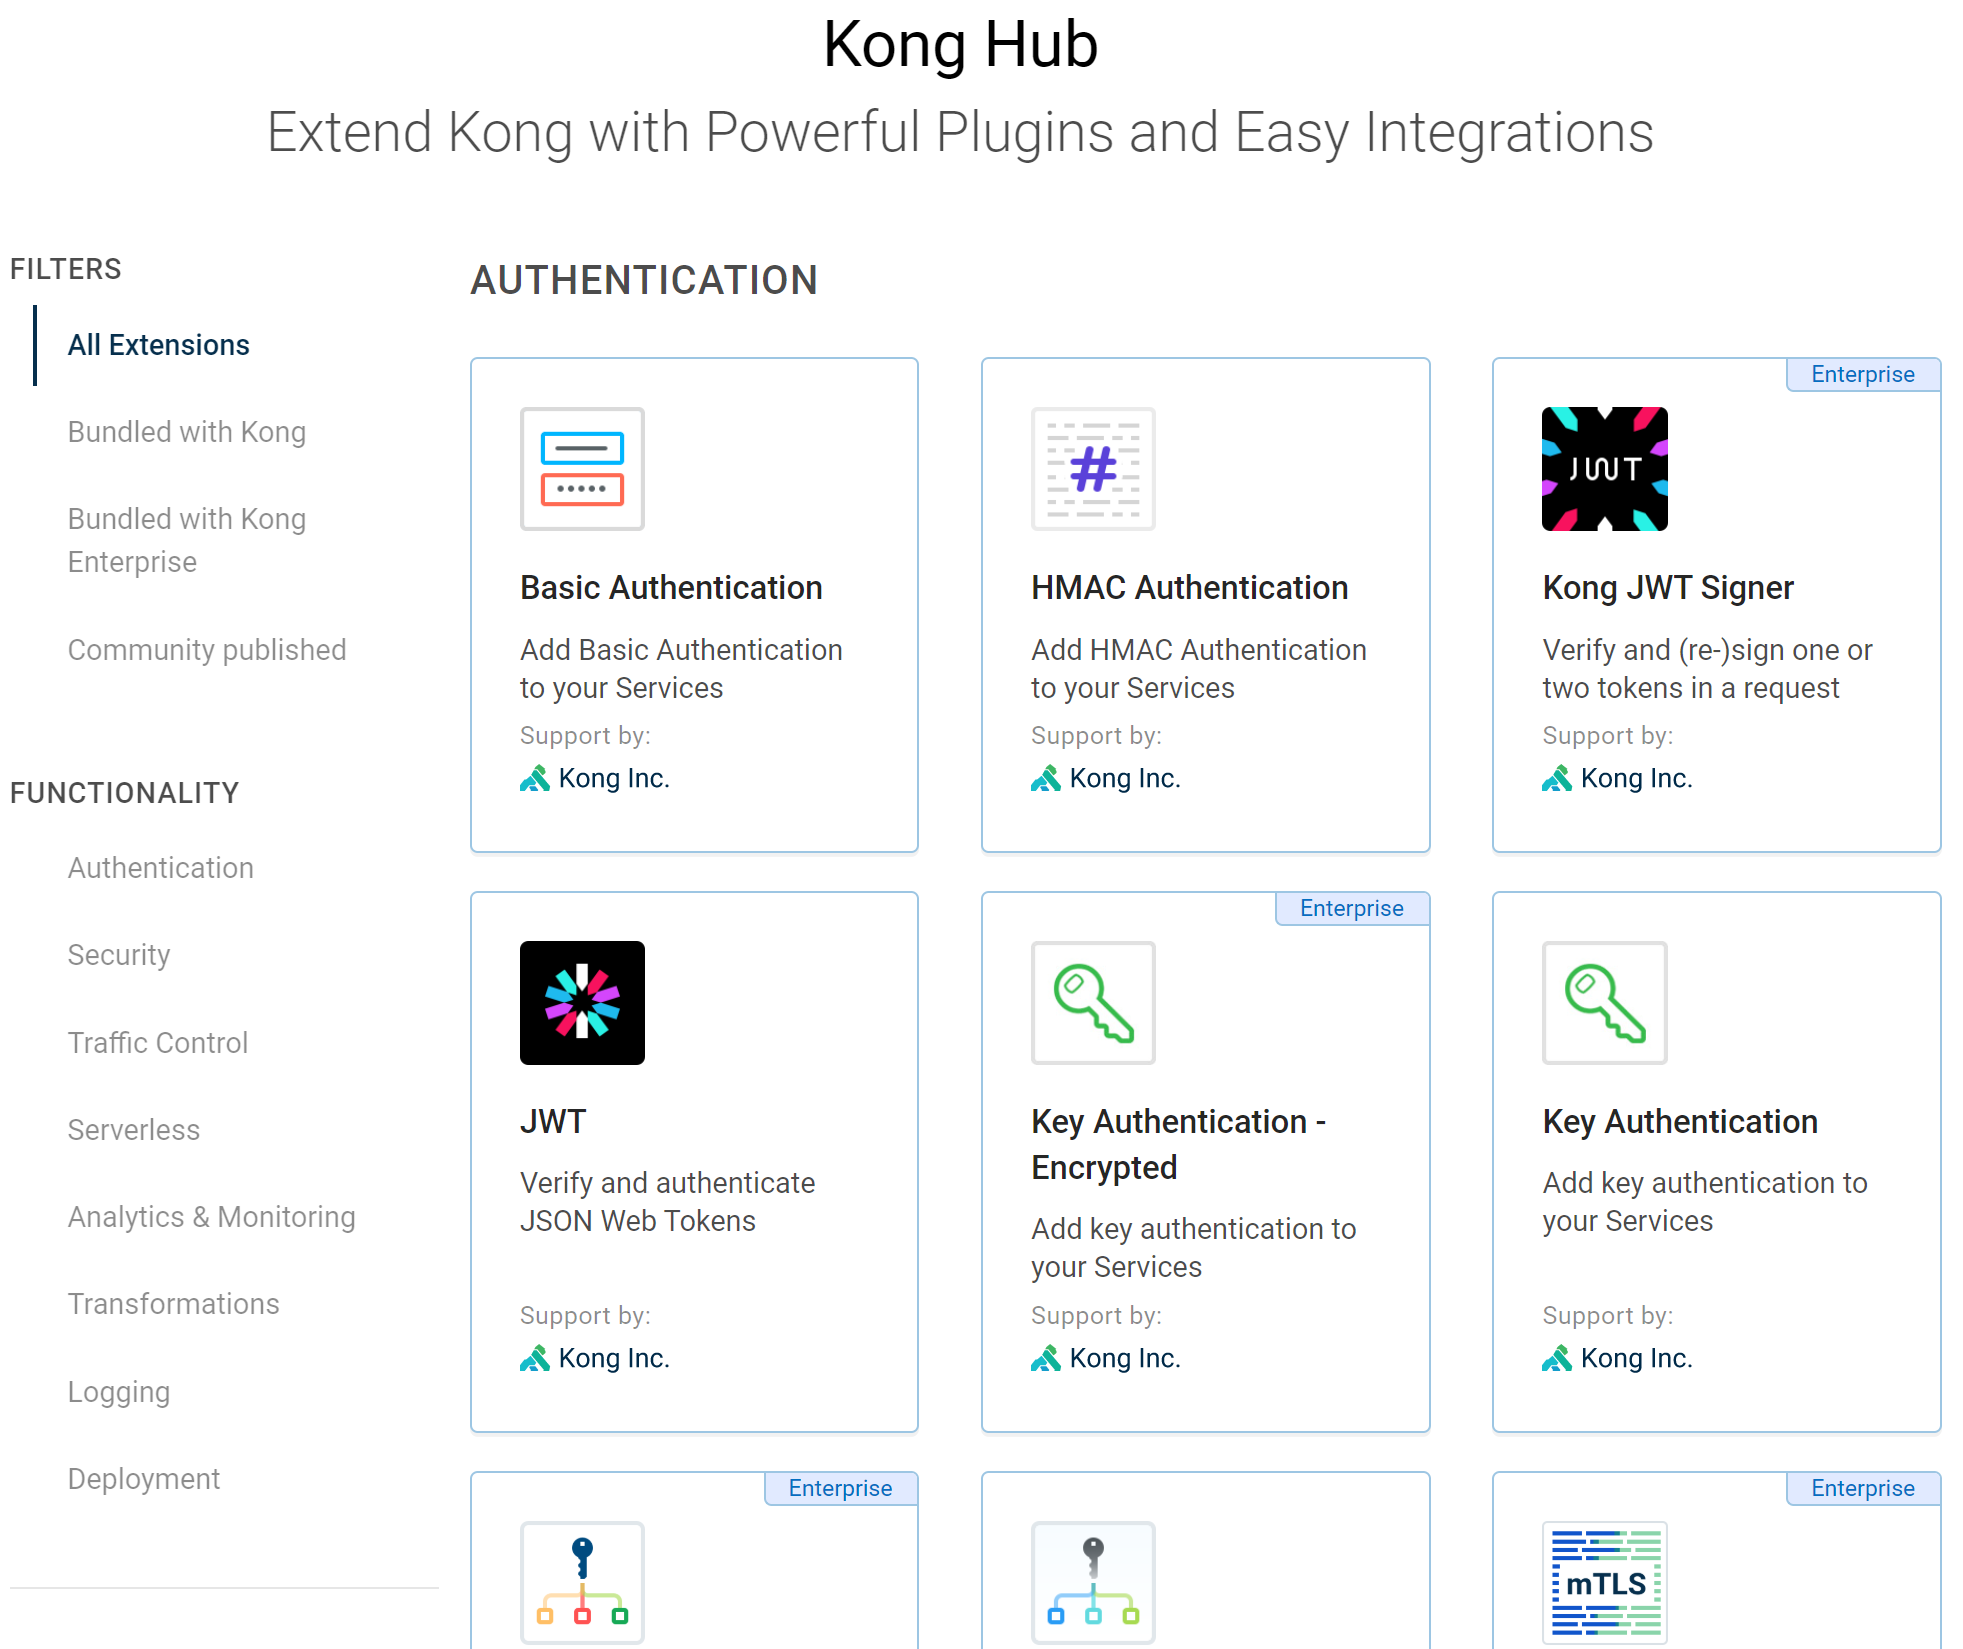 Kong Hub
Extend Kong with Powerful Plugins and Easy Integrations
FILTERS
All Extensions
Bundled with Kong
Bundled with Kong
Enterprise
Community published
FUNCTIONALITY
Authentication
Security
Traffic Control
Serverless
Analytics & Monitoring
Transformations
Logging
Deployment
AUTHENTICATION
Basic Authentication
Add Basic Authentication
to your Services
Support by:
Kong Inc.
#
HMAC Authentication
Add HMAC Authentication
to your Services
Support by:
Kong Inc.
Enterprise
JWT
Kong JWT Signer
Verify and (re-)sign one or
two tokens in a request
Support by:
Kong Inc.
JWT
Verify and authenticate
JSON Web Tokens
Support by:
Kong Inc.
Enterprise
Key Authentication -
Encrypted
Add key authentication to
your Services
Support by:
Kong Inc.
Key Authentication
Add key authentication to
your Services
Support by:
Kong Inc.
Enterprise
Enterprise
mTLS